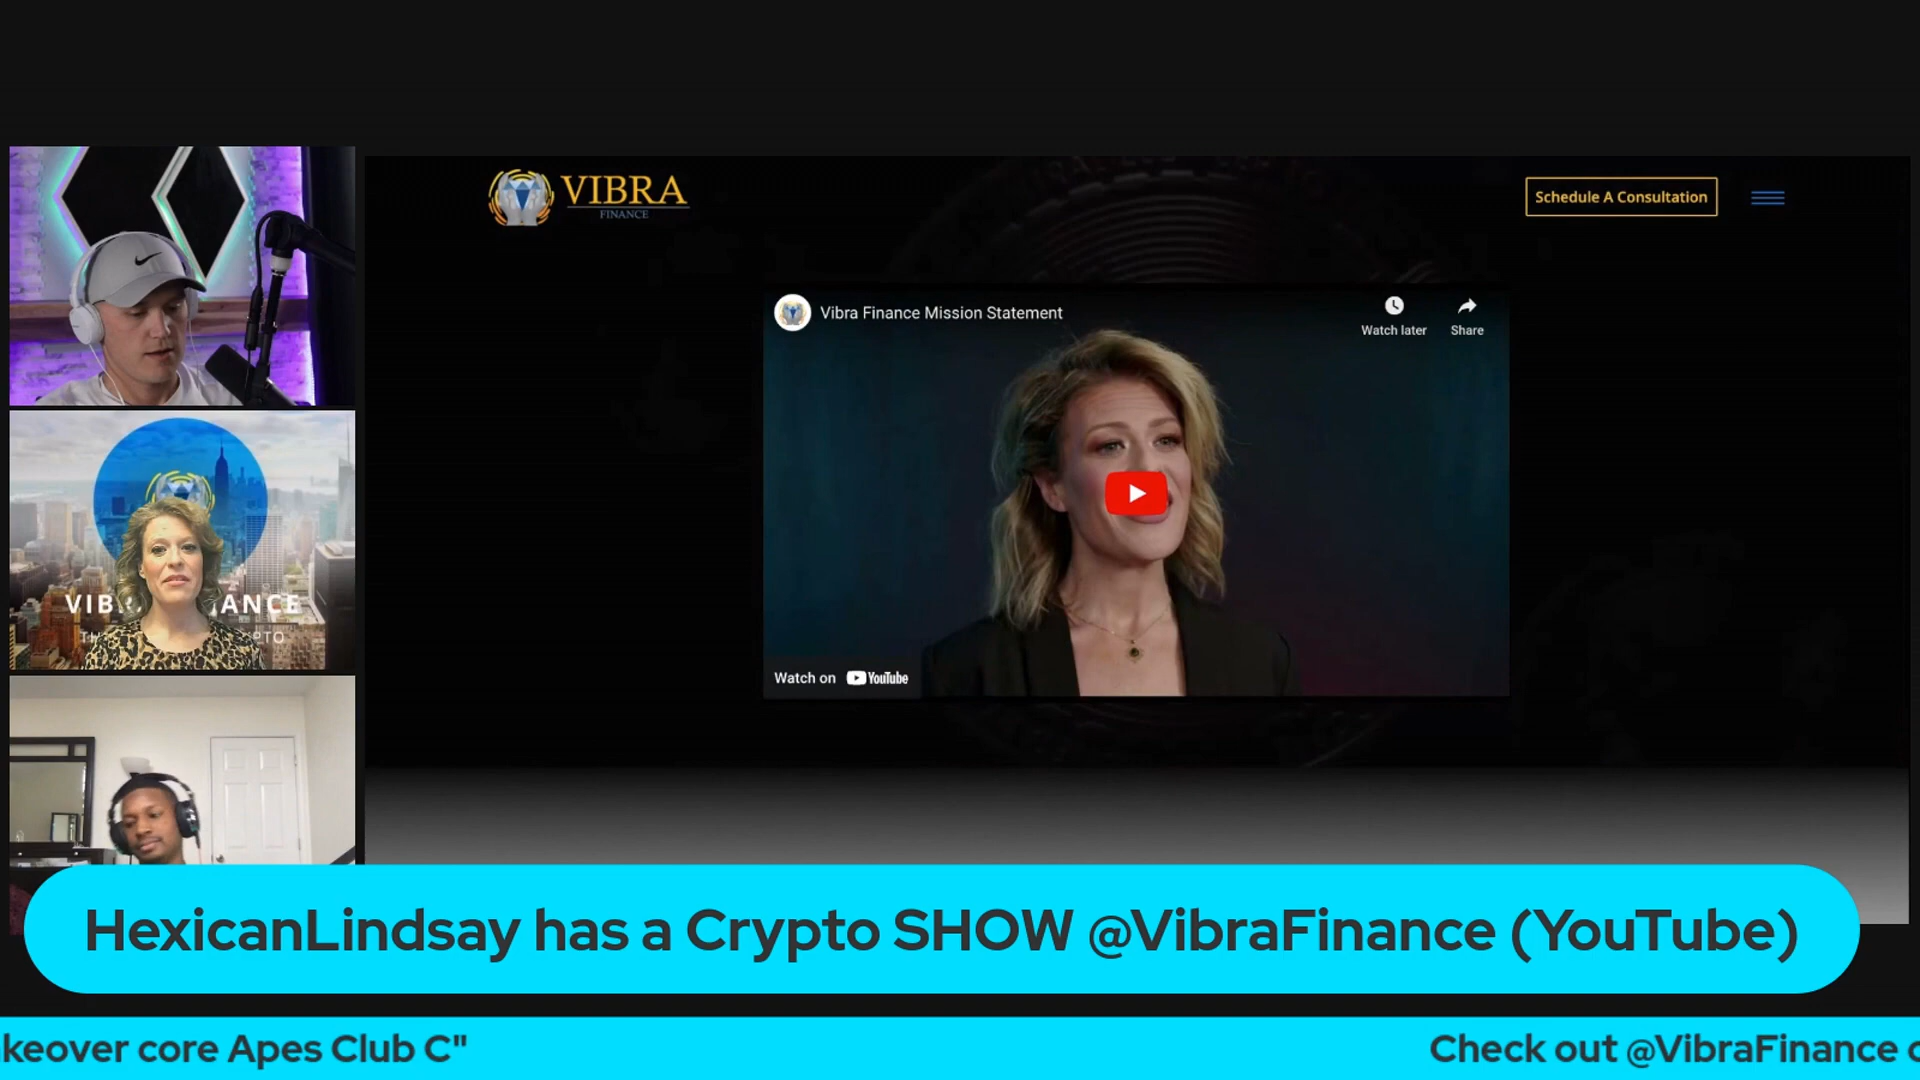 VIBRA
FINANCE
Schedule A Consultation
Vibra Finance Mission Statement
Watch later
Share
Watch on YouTube
HexicanLindsay has a Crypto SHOW @VibraFinance (YouTube)
keover core Apes Club C"
Check out @VibraFinance